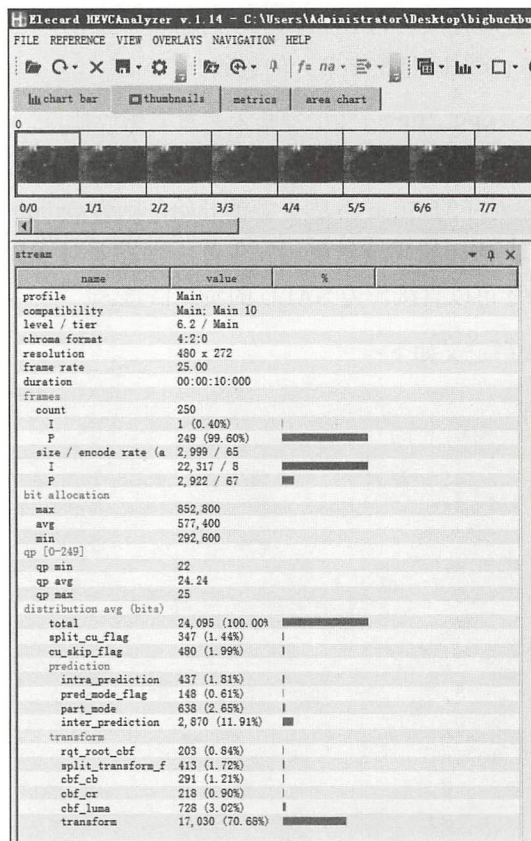 Elecard HEVCAnalyzer v.1.14 - C:\Users\Administrator\Desktop\bigbuckbu
FILE REFERENCE VIEW OVERLAYS NAVIGATION HELP
f= na
chart bar thumbnails metrics area chart
0
0/0 1/1 2/2 3/3 4/4 5/5 6/6 7/7
stream
name value %
profile Main
compatibility Main; Main 10
level / tier 6.2 / Main
chroma format 4:2:0
resolution 480 x 272
frame rate 25.00
duration 00:00:10:000
frames
count 250
I 1 (0.40%)
P 249 (99.60%)
size / encode rate (a 2,999 / 65
I 22,317 / 8
P 2,922 / 67
bit allocation
max 852,800
avg 577,400
min 292,600
qp [0-249]
qp min 22
qp avg 24.24
qp max 25
distribution avg (bits)
total 24,095 (100.00%
split_cu_flag 347 (1.44%)
cu_skip_flag 480 (1.99%)
prediction
intra_prediction 437 (1.81%)
pred_mode_flag 148 (0.61%)
part_mode 638 (2.65%)
inter_prediction 2,870 (11.91%)
transform
rqt_root_cbf 203 (0.84%)
split_transform_f 413 (1.72%)
cbf_cb 291 (1.21%)
cbf_cr 218 (0.90%)
cbf_luma 728 (3.02%)
transform 17,030 (70.68%)